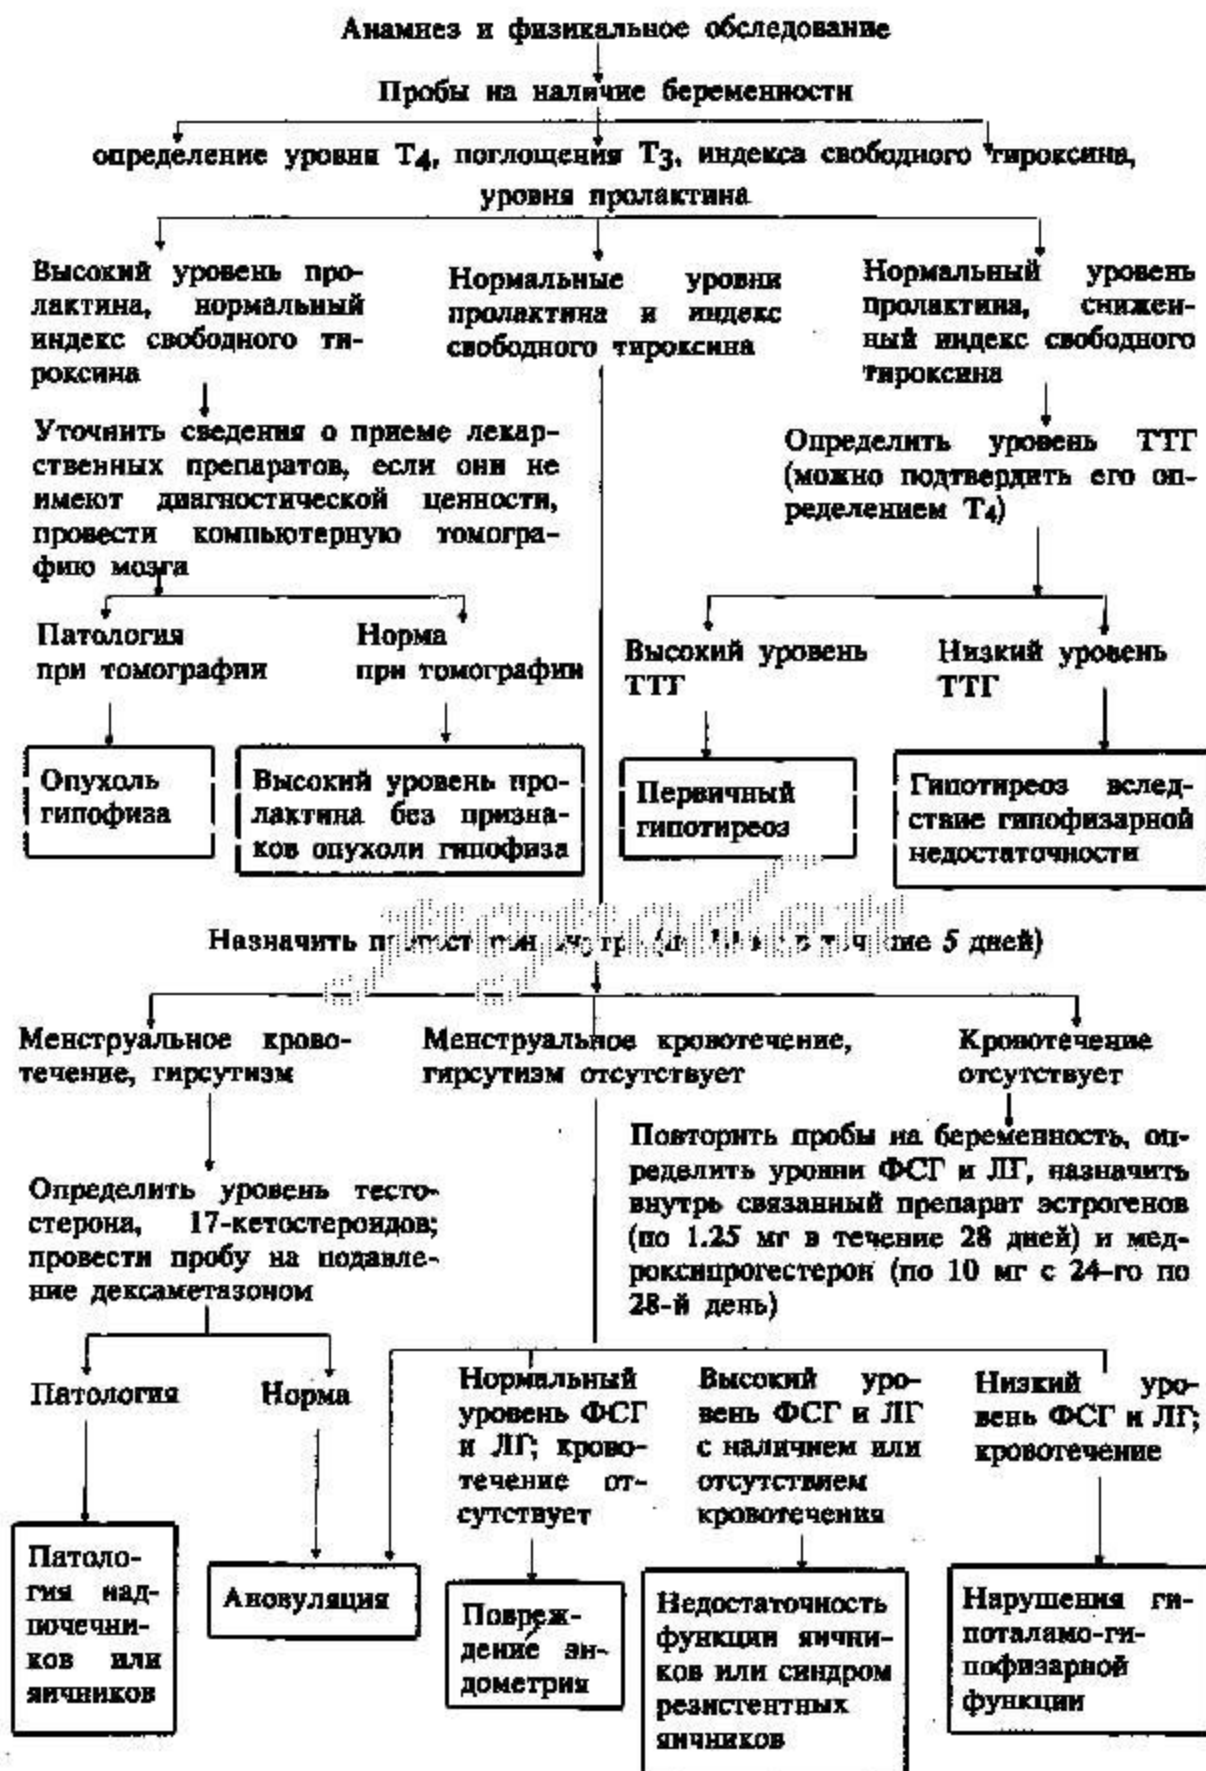 Анамнез и физикальное обследование
Пробы на наличие беременности
определение уровня Т4, поглощения Т3, индекса свободного тироксина,
уровня пролактина
Высокий уровень про-
лактина, нормальный
индекс свободного ти-
роксина
Нормальные уровни
пролактина и индекс
свободного тироксина
Нормальный уровень
пролактина, снижен-
ный индекс свободного
тироксина
Уточнить сведения о приеме лекар-
ственных препаратов, если они не
имеют диагностической ценности,
провести компьютерную томогра-
фию мозга
Определить уровень ТТГ
(можно подтвердить его оп-
ределением Т4)
Патология
при томографии
Норма
при томографии
Высокий уровень
ТТГ
Низкий уровень
ТТГ
Опухоль
гипофиза
Высокий уровень про-
лактина без призна-
ков опухоли гипофиза
Первичный
гипотиреоз
Гипотиреоз вслед-
ствие гипофизарной
недостаточности
Назначить 5 дней)
Менструальное крово-
течение, гирсутизм
Менструальное кровотечение,
гирсутизм отсутствует
Кровотечение
отсутствует
Определить уровень тесто-
стерона, 17-кетостероидов;
провести пробу на подавле-
ние дексаметазоном
Повторить пробы на беременность, оп-
ределить уровни ФСГ и ЛГ, назначить
внутрь связанный препарат эстрогенов
(по 1.25 мг в течение 28 дней) и мед-
роксипрогестерон (по 10 мг с 24-го по
28-й день)
Патология
Норма
Нормальный
уровень ФСГ
и ЛГ; крово-
течение от-
сутствует
Высокий уро-
вень ФСГ и ЛГ
с наличием или
отсутствием
кровотечения
Низкий уро-
вень ФСГ и ЛГ;
кровотечение
Патоло-
гия над-
почечни-
ков или
яичников
Ановуляция
Повреж-
дение эн-
дометрия
Недостаточность
функции яични-
ков или синдром
резистентных
яичников
Нарушения ги-
поталамо-ги-
пофизарной
функции